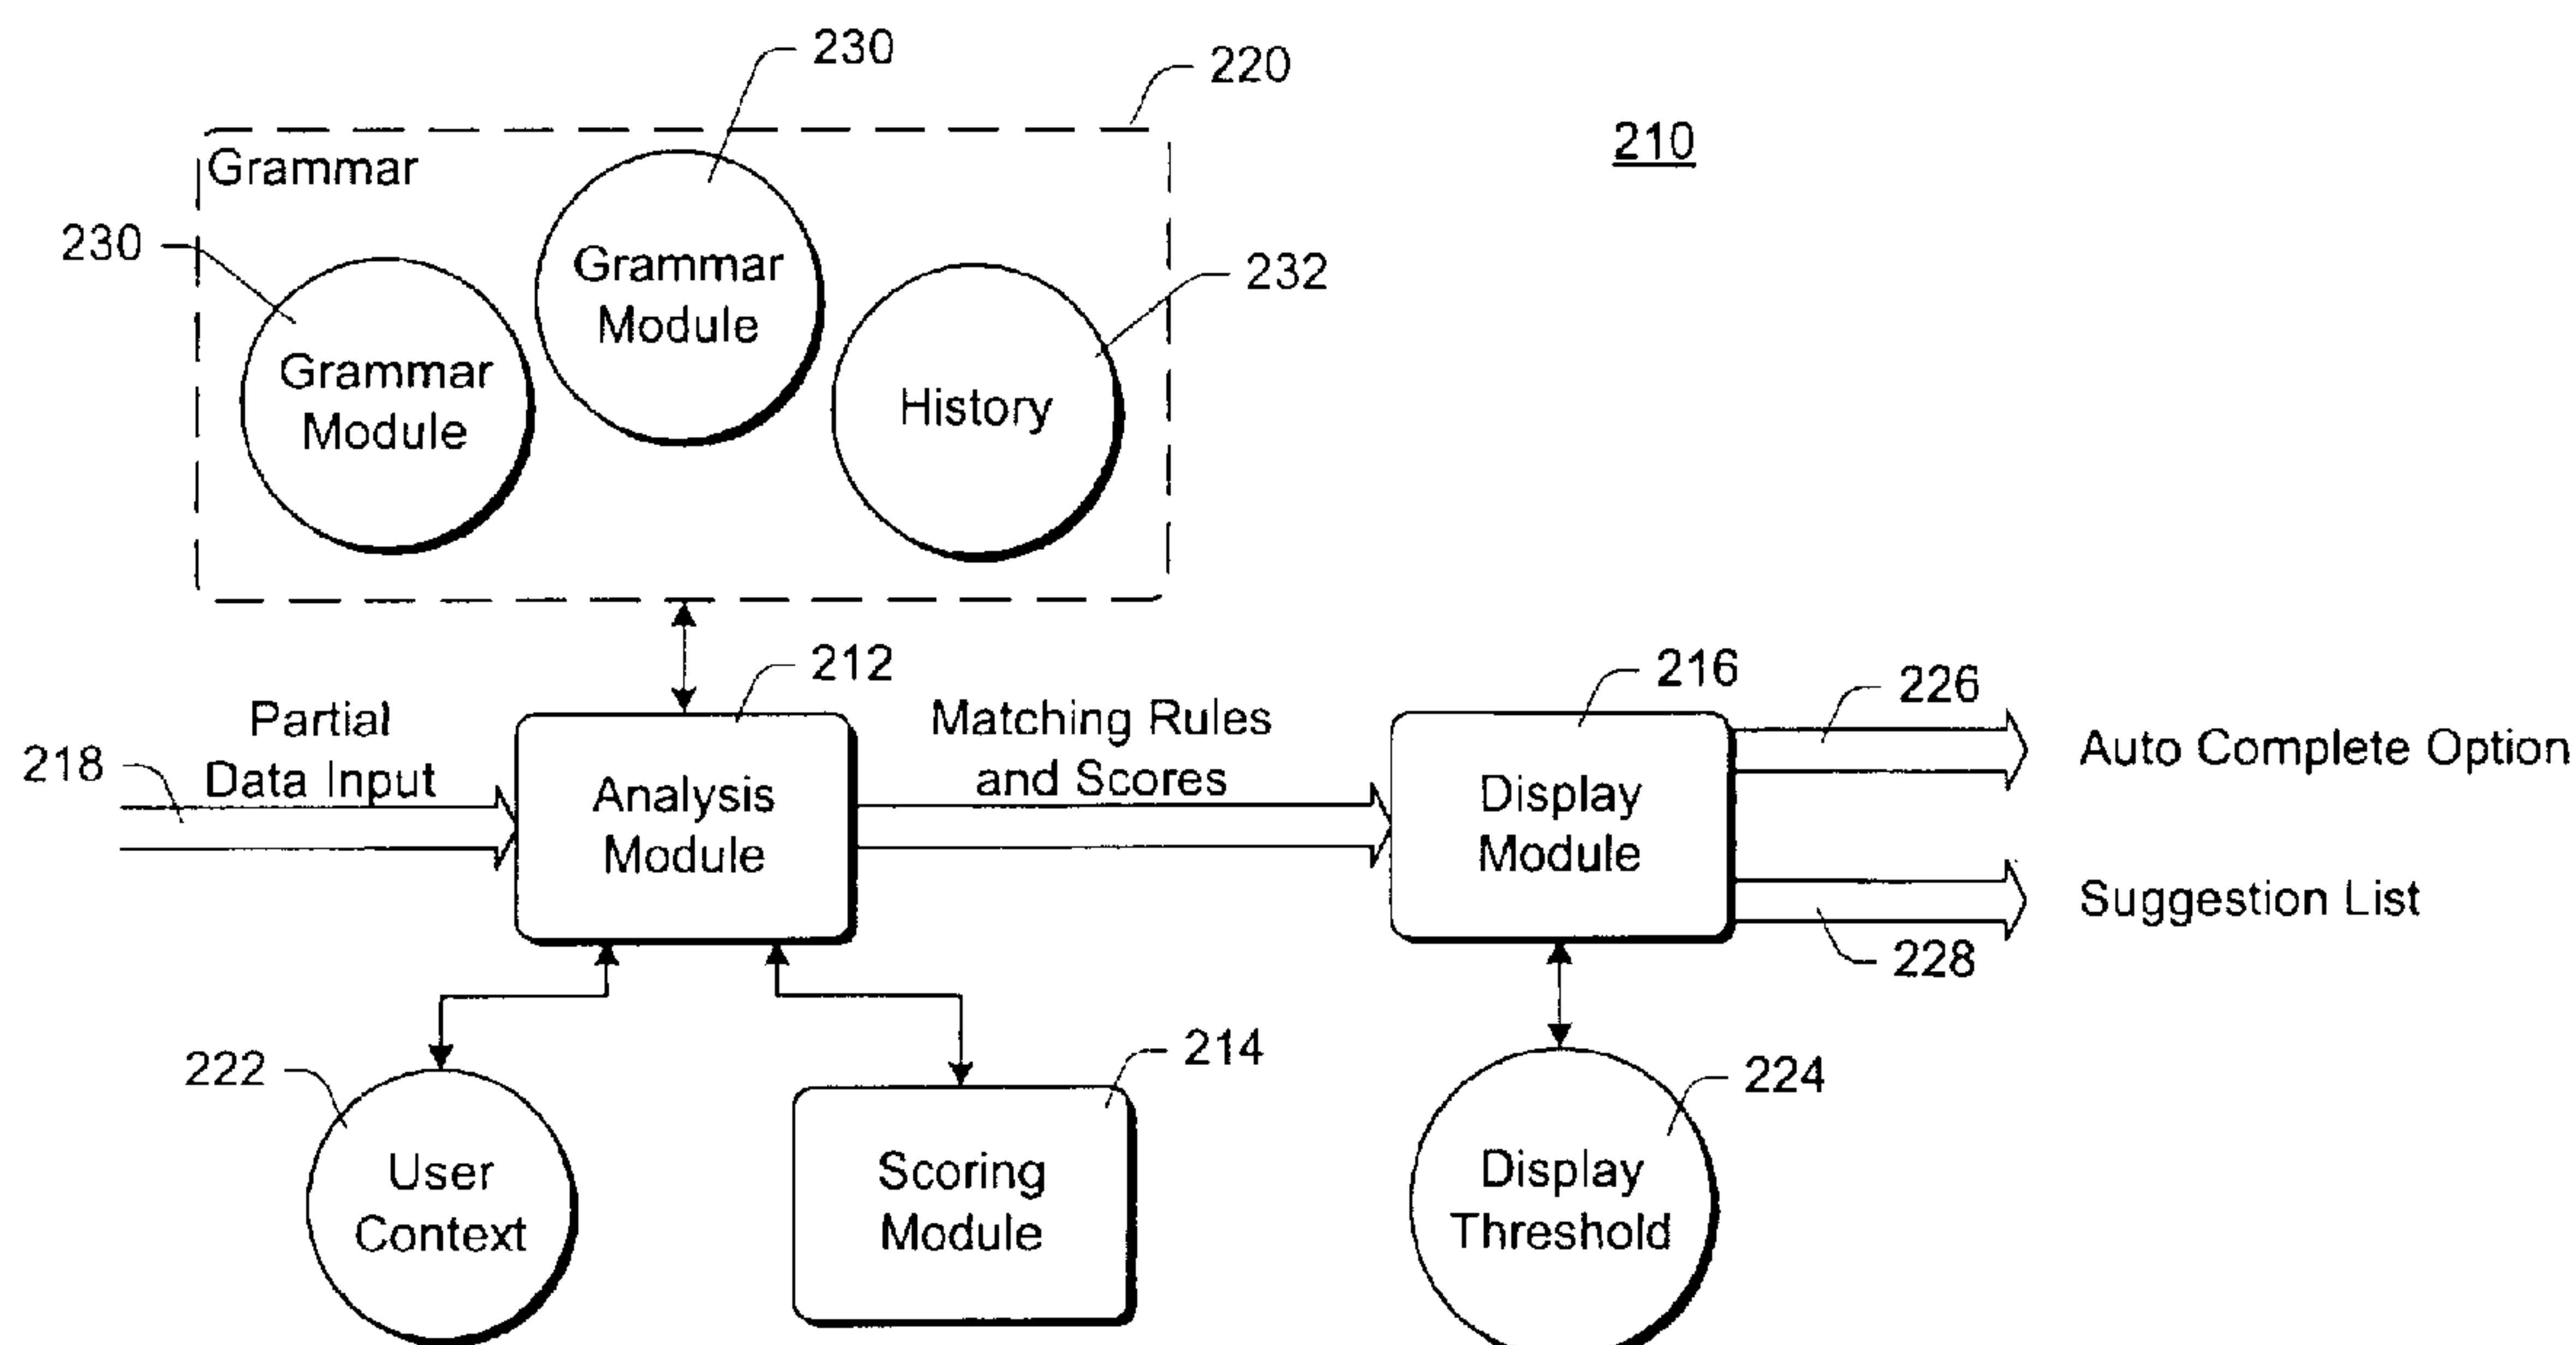 230
220
210
Grammar
230
Grammar
Module
232
Grammar
Module
History
212
216
226
Partial
Data Input
218
Matching Rules
and Scores
Analysis
Module
Display
Module
Auto Complete Option
Suggestion List
228
222
214
224
User
Context
Scoring
Module
Display
Threshold